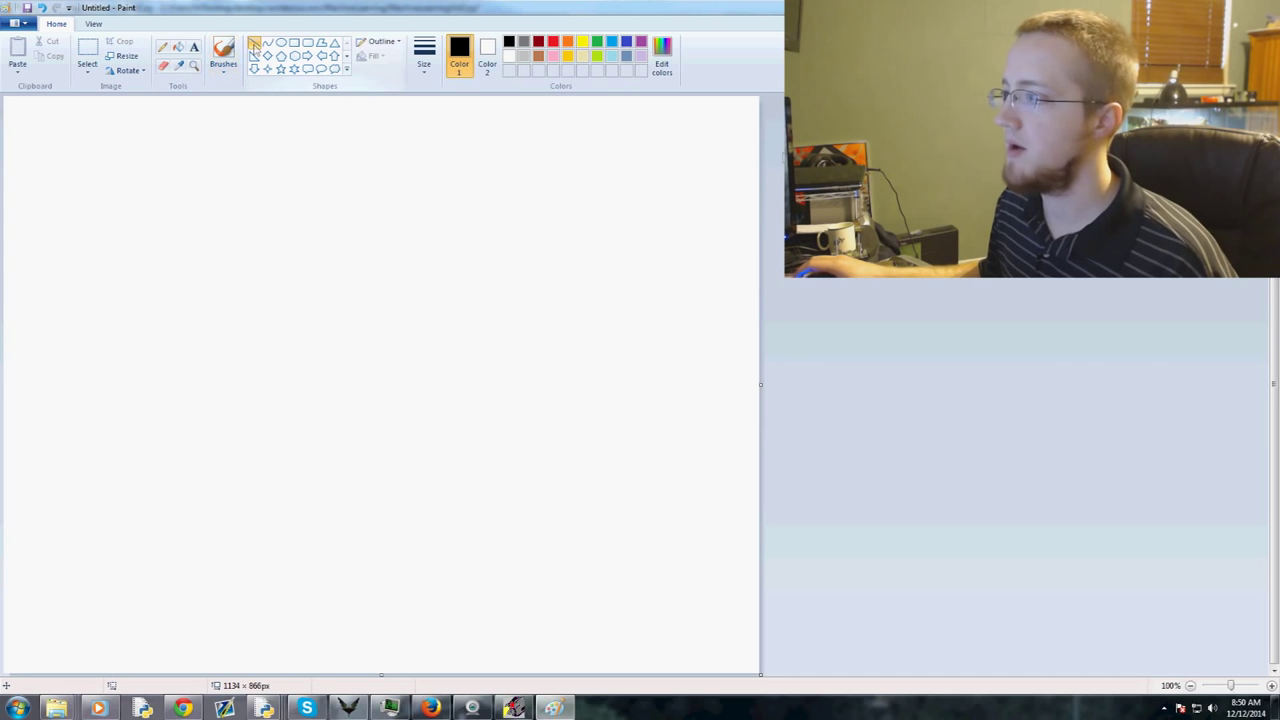 Untitled - Paint
Home
View
Paste
Cut
Copy
Clipboard
Select
Crop
Resize
Rotate
Image
A
Tools
Brushes
Shapes
Outline
Fill
Size
Color 1
Color 2
Edit colors
Colors
1134 × 866px
100%
8:50 AM
12/12/2014